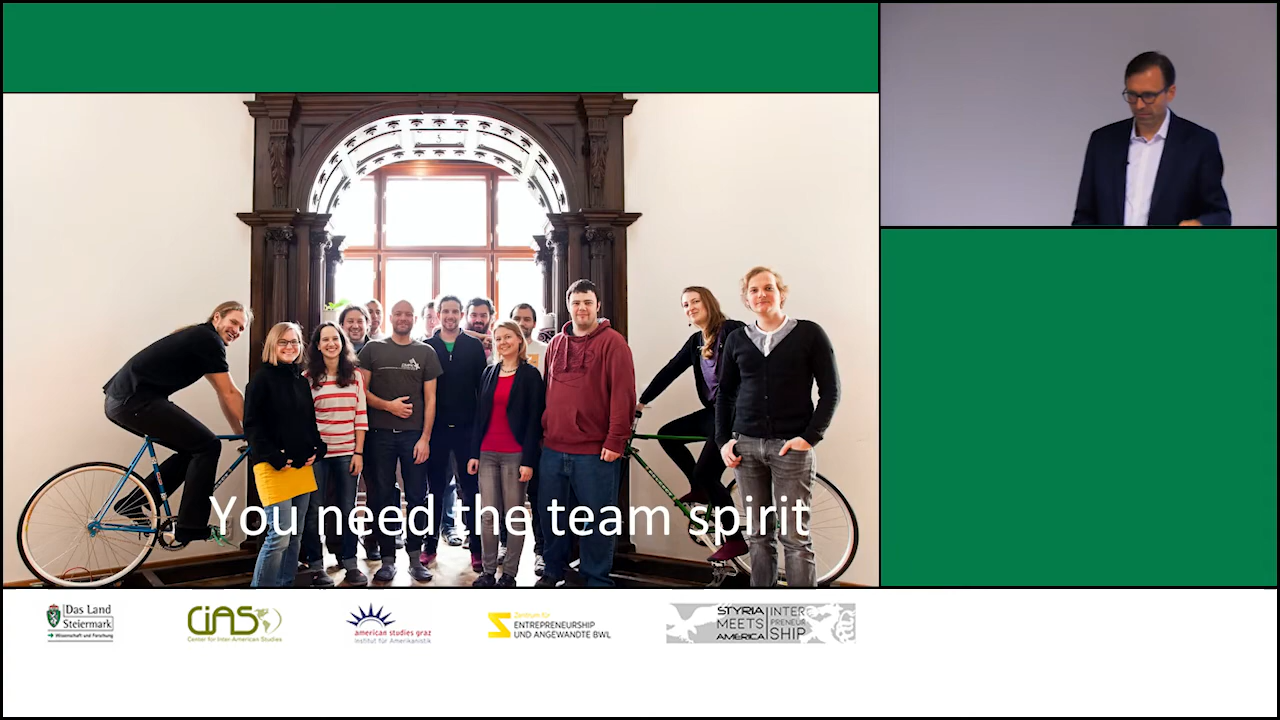 You need the team spirit
Das Land
Steiermark
Wissenschaft und Forschung
CIAS
Center for Inter-American Studies
american studies graz
Institut für Amerikanistik
Zentrum für
ENTREPRENEURSHIP
UND ANGEWANDTE BWL
STYRIA
MEETS
AMERICA
INTER
PRENEUR
SHIP